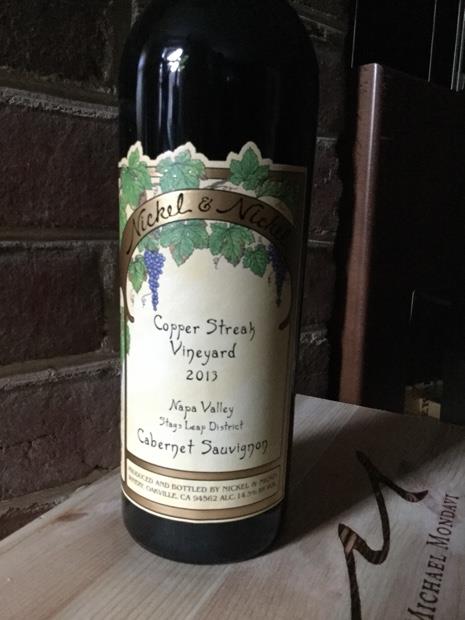 Nickel & Nickel
Copper Streak
Vineyard
2013
Napa Valley
Stags Leap District
Cabernet Sauvignon
PRODUCED AND BOTTLED BY NICKEL & NICKEL
WINERY, OAKVILLE, CA 94562 ALC. 14.5% BY VOL.
MICHAEL MONDAVI